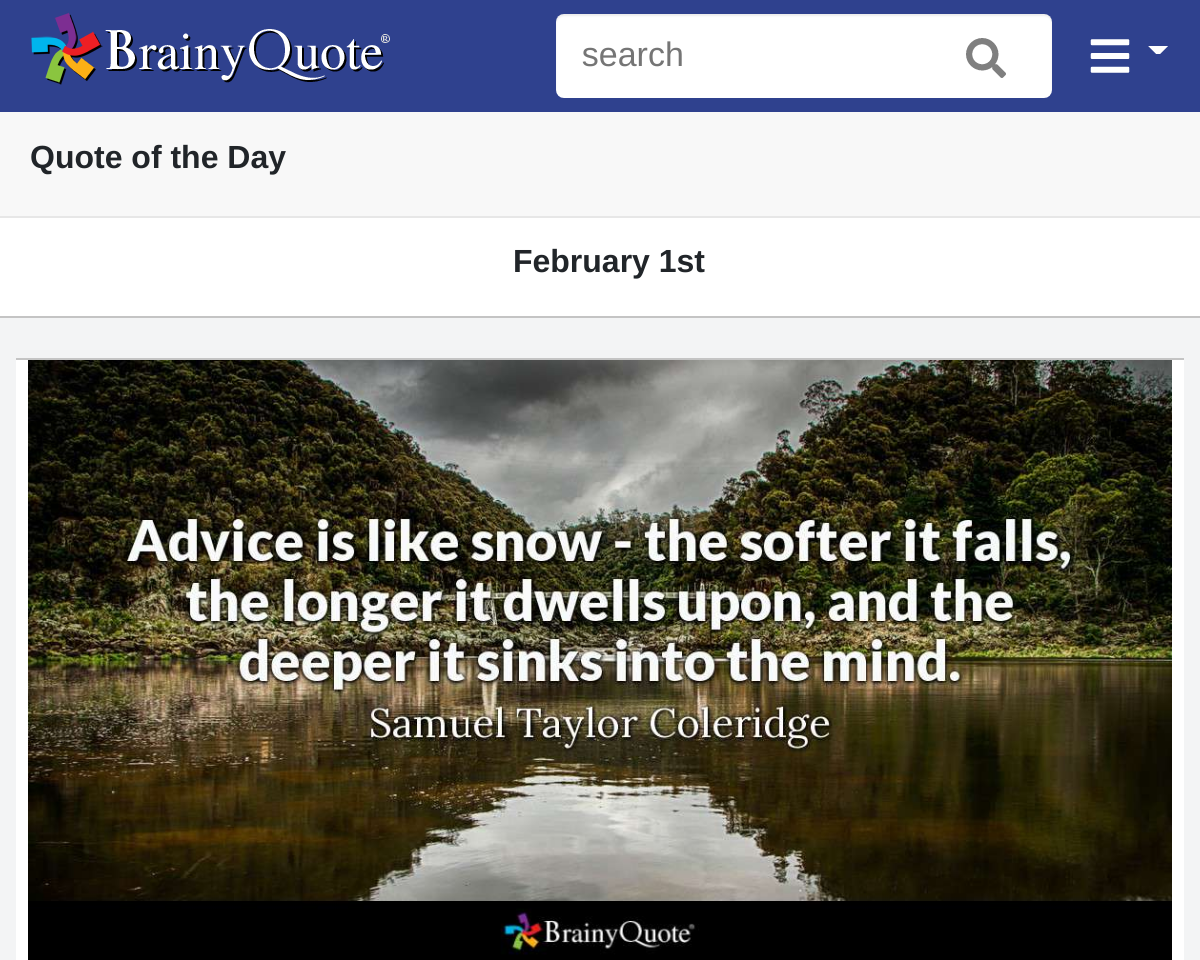 BrainyQuote®
search
Quote of the Day
February 1st
Advice is like snow - the softer it falls,
the longer it dwells upon, and the
deeper it sinks into the mind.
Samuel Taylor Coleridge
BrainyQuote®